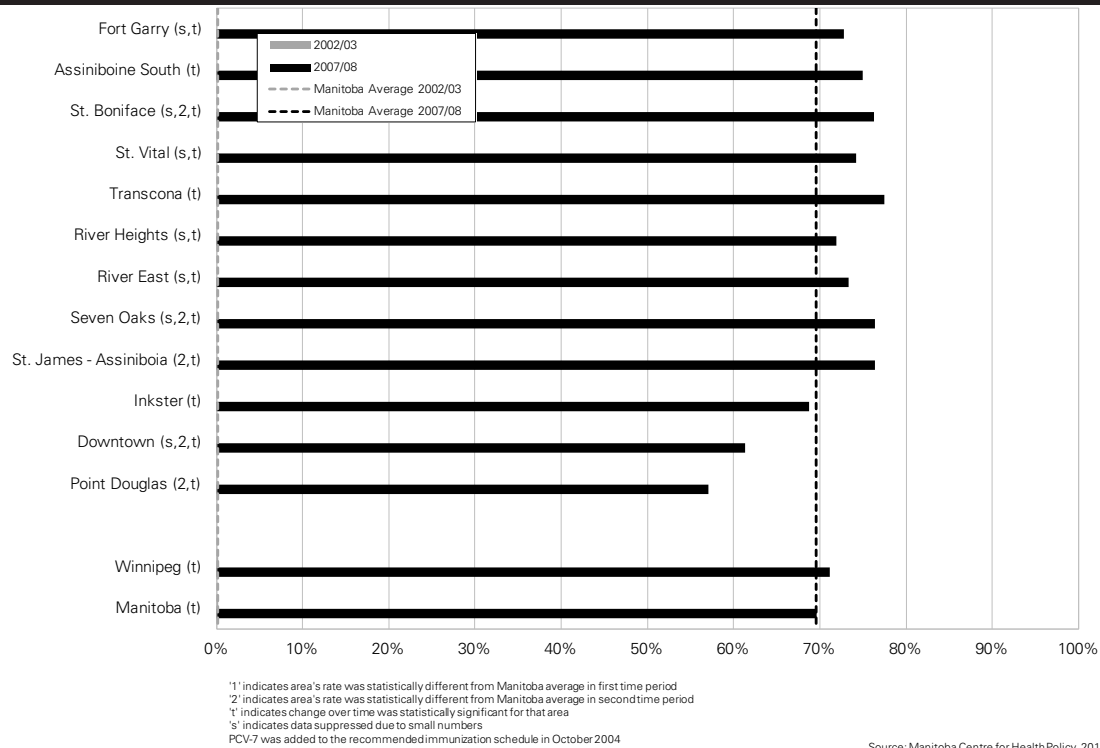 Fort Garry (s,t)
2002/03
Assiniboine South (t)
2007/08
Manitoba Average 2002/03
St. Boniface (s,2,t)
Manitoba Average 2007/08
St. Vital (s,t)
Transcona (t)
River Heights (s,t)
River East (s,t)
Seven Oaks (s,2,t)
St. James - Assiniboia (2,t)
Inkster (t)
Downtown (s,2,t)
Point Douglas (2,t)
Winnipeg (t)
Manitoba (t)
0% 10% 20% 30% 40% 50% 60% 70% 80% 90% 100%
'1' indicates area's rate was statistically different from Manitoba average in first time period
'2' indicates area's rate was statistically different from Manitoba average in second time period
't' indicates change over time was statistically significant for that area
's' indicates data suppressed due to small numbers
PCV-7 was added to the recommended immunization schedule in October 2004
Source: Manitoba Centre for Health Policy, 201